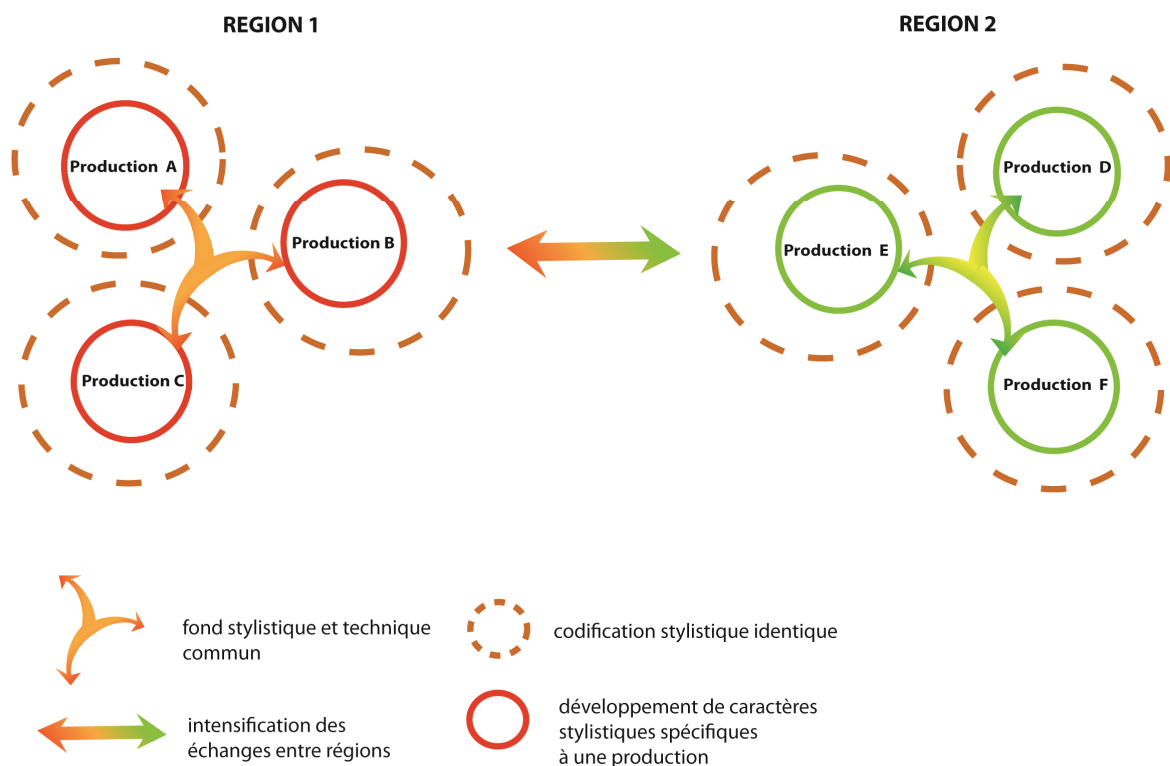 REGION 1
REGION 2
Production A
Production B
Production C
Production D
Production E
Production F
fond stylistique et technique
commun
codification stylistique identique
intensification des
échanges entre régions
développement de caractères
stylistiques spécifiques
à une production